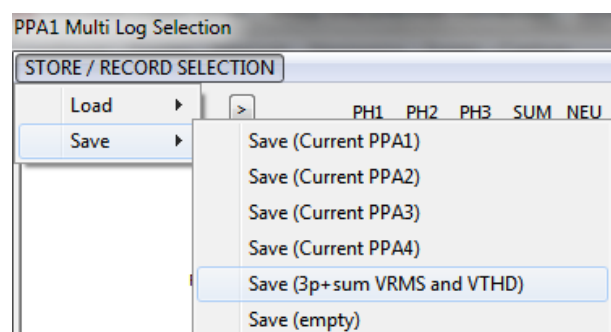 PPA1 Multi Log Selection
STORE / RECORD SELECTION
Load > PH1 PH2 PH3 SUM NEU
Save
Save (Current PPA1)
Save (Current PPA2)
Save (Current PPA3)
Save (Current PPA4)
Save (3p+sum VRMS and VTHD)
Save (empty)